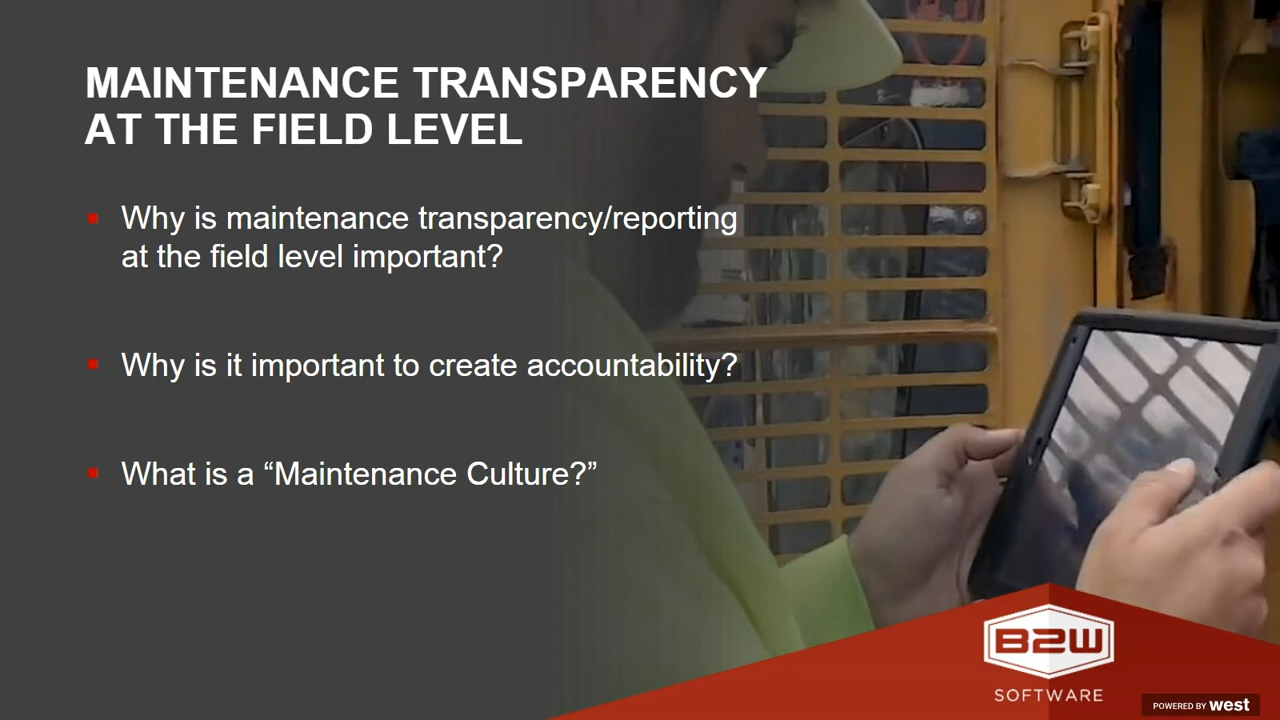 MAINTENANCE TRANSPARENCY
AT THE FIELD LEVEL
Why is maintenance transparency/reporting
at the field level important?
Why is it important to create accountability?
What is a “Maintenance Culture?”
B2W
SOFTWARE
POWERED BY west